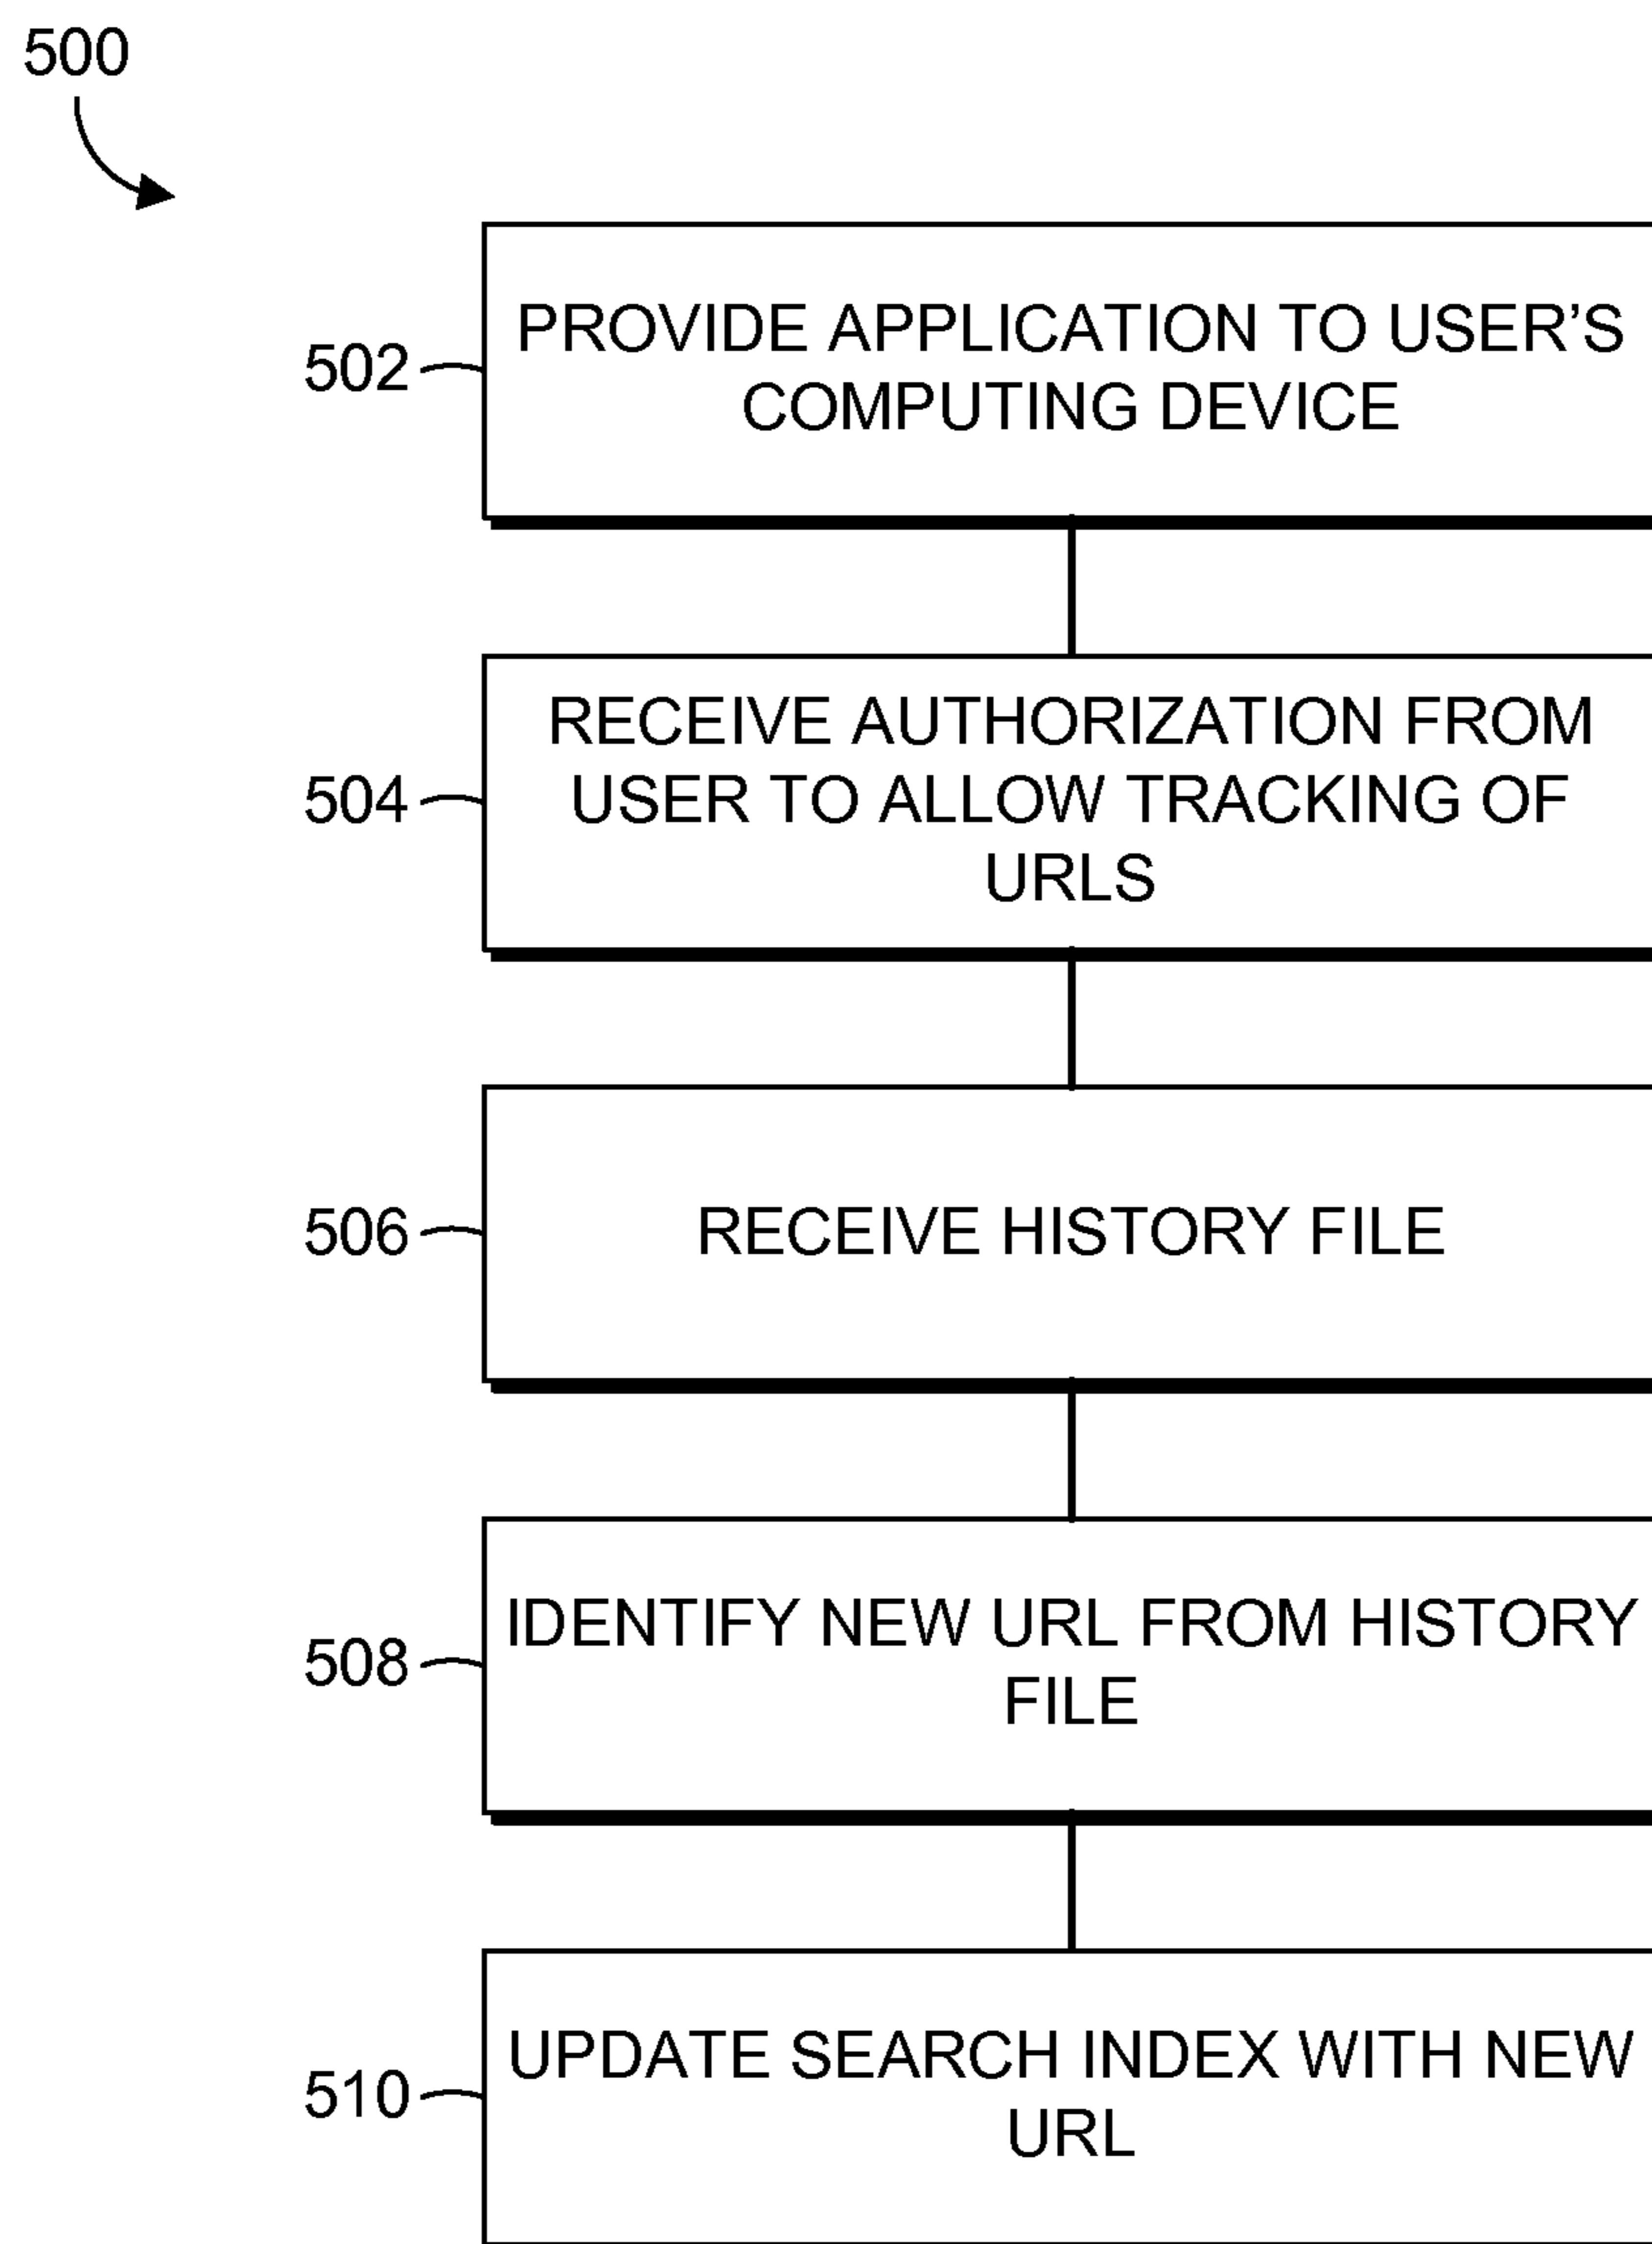 500
502
PROVIDE APPLICATION TO USER’S
COMPUTING DEVICE
504
RECEIVE AUTHORIZATION FROM
USER TO ALLOW TRACKING OF
URLS
506
RECEIVE HISTORY FILE
508
IDENTIFY NEW URL FROM HISTORY
FILE
510
UPDATE SEARCH INDEX WITH NEW
URL